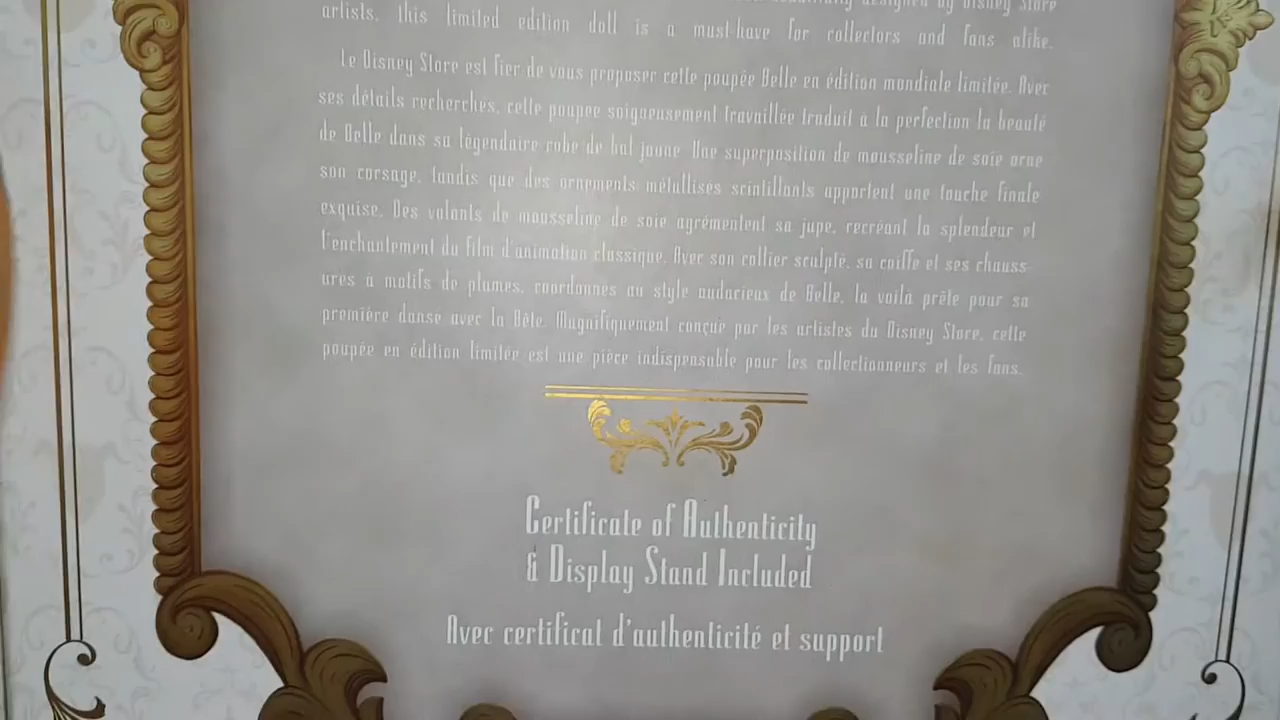 designed by Disney Store
artists, this limited edition doll is a must-have for collectors and fans alike.
Le Disney Store est fier de vous proposer cette poupée Belle en édition mondiale limitée. Avec
ses détails recherchés, cette poupée soigneusement travaillée traduit à la perfection la beauté
de Belle dans sa légendaire robe de bal jaune. Une superposition de mousseline de soie orne
son corsage, tandis que des ornements métallisés scintillants apportent une touche finale
exquise. Des volants de mousseline de soie agrémentent sa jupe, recréant la splendeur et
l'enchantement du film d'animation classique. Avec son collier sculpté, sa coiffe et ses chauss-
ures à motifs de plumes, coordonnés au style audacieux de Belle, la voilà prête pour sa
première danse avec la Bête. Magnifiquement conçue par les artistes du Disney Store, cette
poupée en édition limitée est une pièce indispensable pour les collectionneurs et les fans.
Certificate of Authenticity
& Display Stand Included
Avec certificat d'authenticité et support